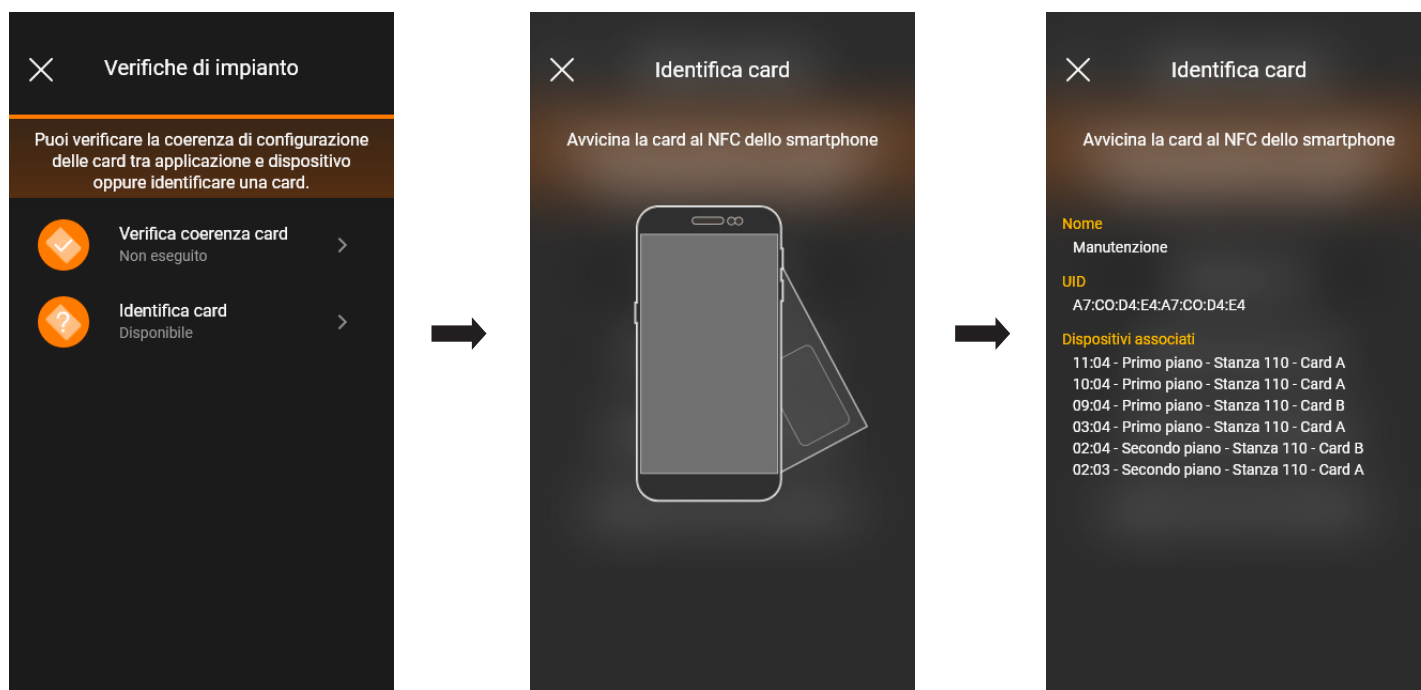 Verifiche di impianto
Puoi verificare la coerenza di configurazione
delle card tra applicazione e dispositivo
oppure identificare una card.
Verifica coerenza card
Non eseguito
Identifica card
Disponibile
Identifica card
Avvicina la card al NFC dello smartphone
Identifica card
Avvicina la card al NFC dello smartphone
Nome
Manutenzione
UID
A7:CO:D4:E4:A7:CO:D4:E4
Dispositivi associati
11:04 - Primo piano - Stanza 110 - Card A
10:04 - Primo piano - Stanza 110 - Card A
09:04 - Primo piano - Stanza 110 - Card B
03:04 - Primo piano - Stanza 110 - Card A
02:04 - Secondo piano - Stanza 110 - Card B
02:03 - Secondo piano - Stanza 110 - Card A